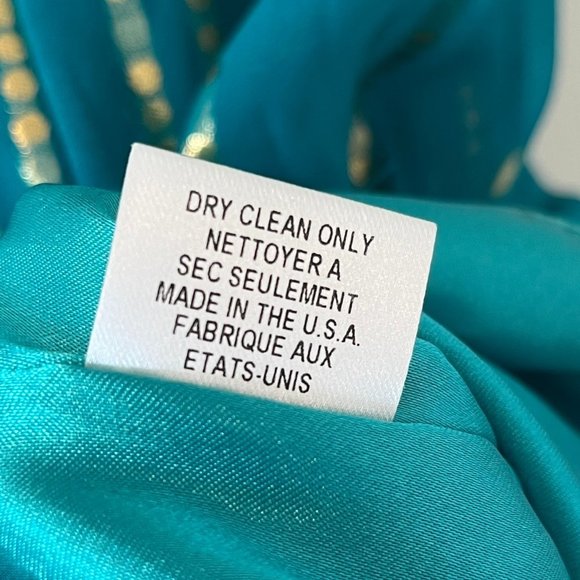 DRY CLEAN ONLY
NETTOYER A
SEC SEULEMENT
MADE IN THE U.S.A.
FABRIQUE AUX
ETATS-UNIS